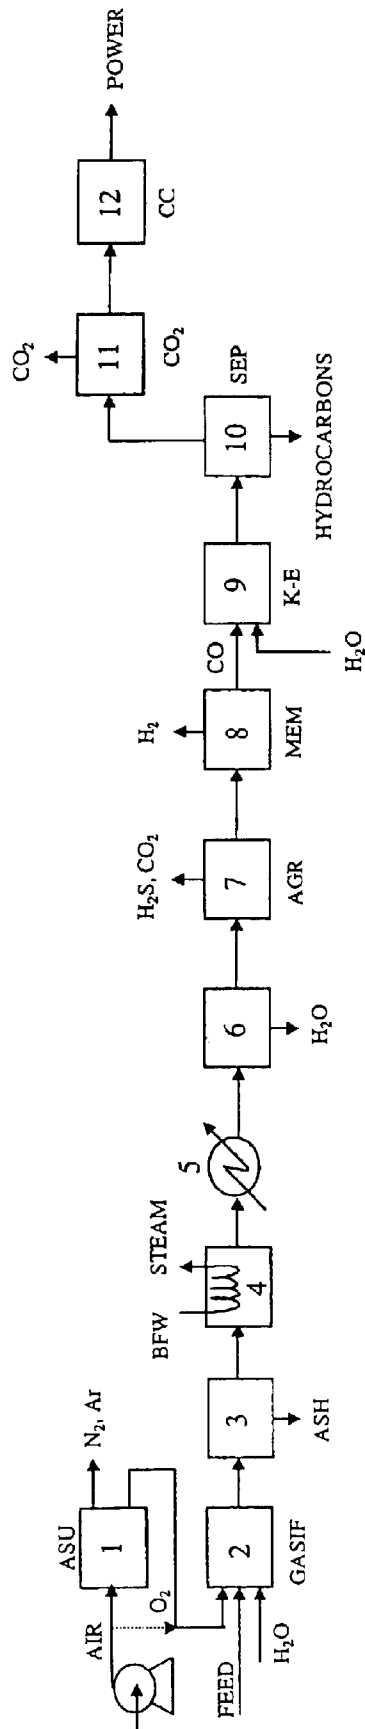 AIR
ASU
1
N₂, Ar
O₂
FEED
H₂O
2
GASIF
3
ASH
BFW
STEAM
4
5
6
H₂O
H₂S, CO₂
7
AGR
H₂
8
MEM
CO
H₂O
9
K-E
SEP
10
HYDROCARBONS
CO₂
11
CO₂
12
CC
POWER